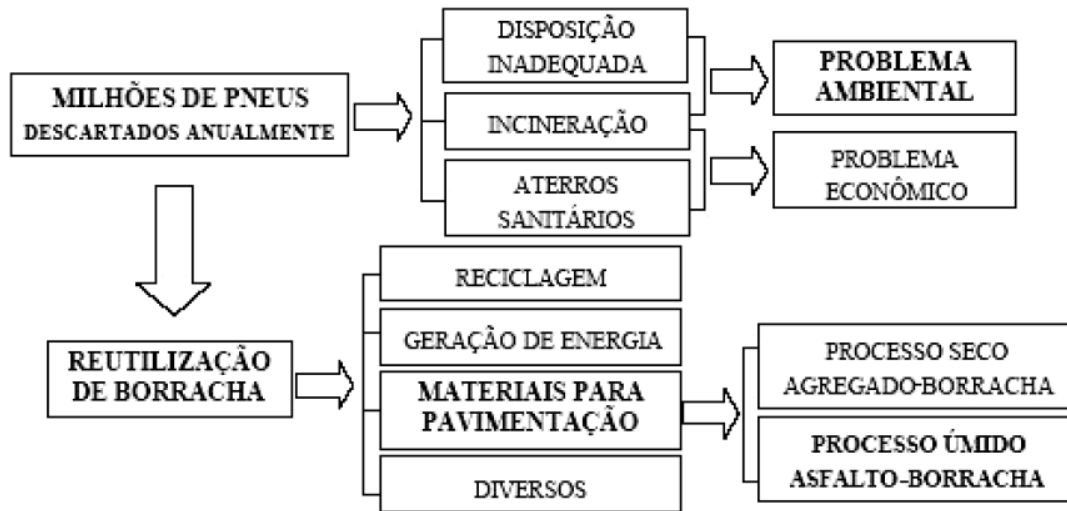 MILHÕES DE PNEUS
DESCARTADOS ANUALMENTE
DISPOSIÇÃO
INADEQUADA
INCINERAÇÃO
ATERROS
SANITÁRIOS
PROBLEMA
AMBIENTAL
PROBLEMA
ECONÔMICO
REUTILIZAÇÃO
DE BORRACHA
RECICLAGEM
GERAÇÃO DE ENERGIA
MATERIAIS PARA
PAVIMENTAÇÃO
DIVERSOS
PROCESSO SECO
AGREGADO-BORRACHA
PROCESSO ÚMIDO
ASFALTO-BORRACHA